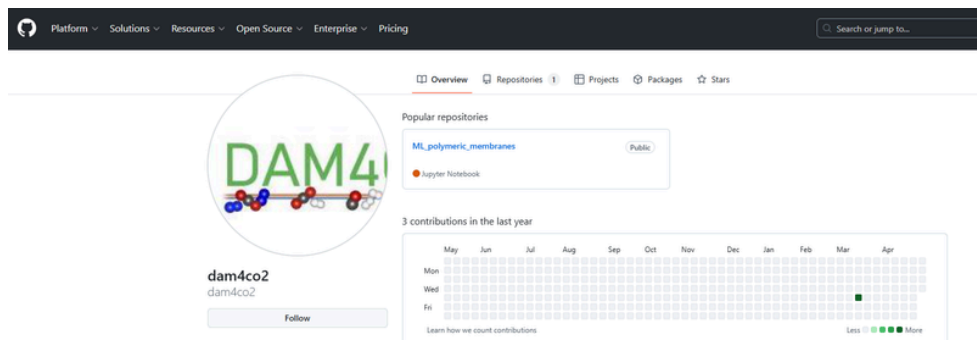 Platform Solutions Resources Open Source Enterprise Pricing Search or jump to...
Overview Repositories 1 Projects Packages Stars
DAM4
Popular repositories
ML_polymeric_membranes Public
Jupyter Notebook
3 contributions in the last year
May Jun Jul Aug Sep Oct Nov Dec Jan Feb Mar Apr
Mon
Wed
Fri
Learn how we count contributions Less More
dam4co2
dam4co2
Follow